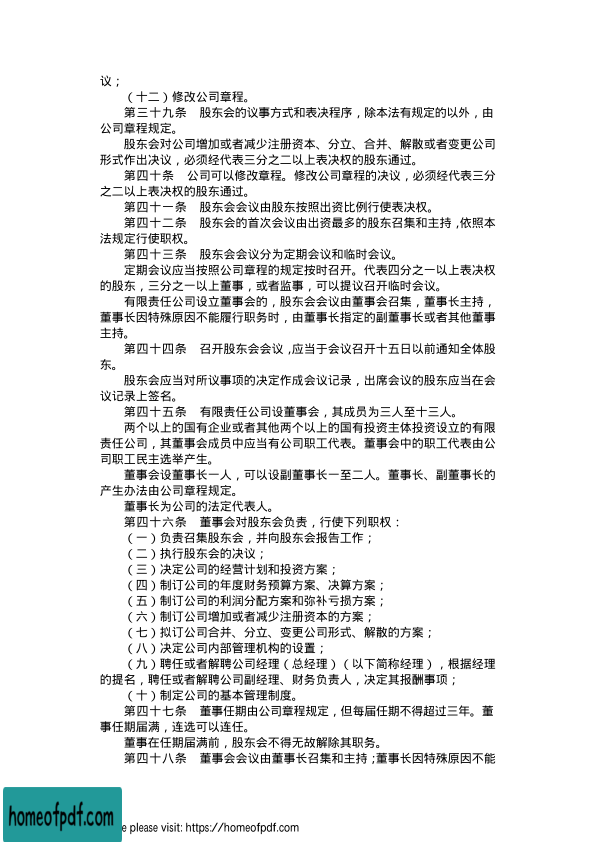 议；
（十二）修改公司章程。
第三十九条　股东会的议事方式和表决程序，除本法有规定的以外，由
公司章程规定。
股东会对公司增加或者减少注册资本、分立、合并、解散或者变更公司
形式作出决议，必须经代表三分之二以上表决权的股东通过。
第四十条　公司可以修改章程。修改公司章程的决议，必须经代表三分
之二以上表决权的股东通过。
第四十一条　股东会会议由股东按照出资比例行使表决权。
第四十二条　股东会的首次会议由出资最多的股东召集和主持，依照本
法规定行使职权。
第四十三条　股东会会议分为定期会议和临时会议。
定期会议应当按照公司章程的规定按时召开。代表四分之一以上表决权
的股东，三分之一以上董事，或者监事，可以提议召开临时会议。
有限责任公司设立董事会的，股东会会议由董事会召集，董事长主持，
董事长因特殊原因不能履行职务时，由董事长指定的副董事长或者其他董事
主持。
第四十四条　召开股东会会议，应当于会议召开十五日以前通知全体股
东。
股东会应当对所议事项的决定作成会议记录，出席会议的股东应当在会
议记录上签名。
第四十五条　有限责任公司设董事会，其成员为三人至十三人。
两个以上的国有企业或者其他两个以上的国有投资主体投资设立的有限
责任公司，其董事会成员中应当有公司职工代表。董事会中的职工代表由公
司职工民主选举产生。
董事会设董事长一人，可以设副董事长一至二人。董事长、副董事长的
产生办法由公司章程规定。
董事长为公司的法定代表人。
第四十六条　董事会对股东会负责，行使下列职权：
（一）负责召集股东会，并向股东会报告工作；
（二）执行股东会的决议；
（三）决定公司的经营计划和投资方案；
（四）制订公司的年度财务预算方案、决算方案；
（五）制订公司的利润分配方案和弥补亏损方案；
（六）制订公司增加或者减少注册资本的方案；
（七）拟订公司合并、分立、变更公司形式、解散的方案；
（八）决定公司内部管理机构的设置；
（九）聘任或者解聘公司经理（总经理）（以下简称经理），根据经理
的提名，聘任或者解聘公司副经理、财务负责人，决定其报酬事项；
（十）制定公司的基本管理制度。
第四十七条　董事任期由公司章程规定，但每届任期不得超过三年。董
事任期届满，连选可以连任。
董事在任期届满前，股东会不得无故解除其职务。
第四十八条　董事会会议由董事长召集和主持；董事长因特殊原因不能
homeofpdf.com
e please visit: https://homeofpdf.com